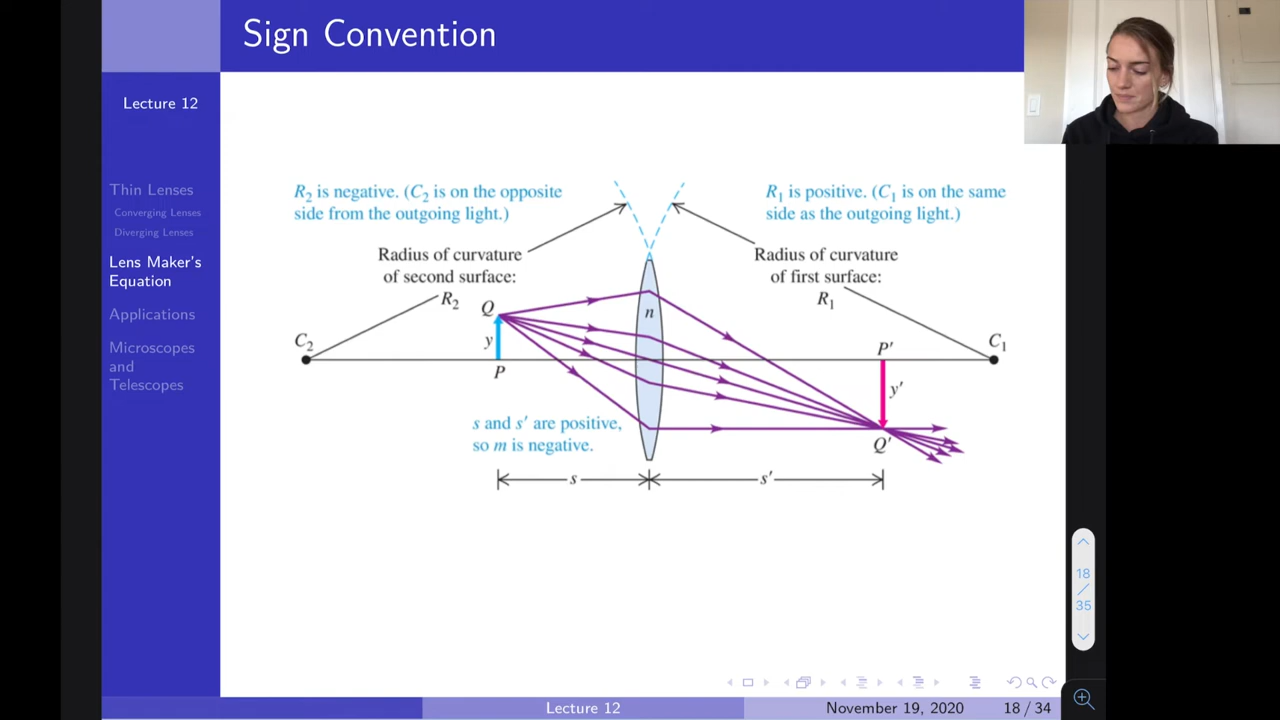 Sign Convention
Lecture 12
Thin Lenses
Converging Lenses
Diverging Lenses
Lens Maker's
Equation
Applications
Microscopes
and
Telescopes
R₂ is negative. (C₂ is on the opposite
side from the outgoing light.)
R₁ is positive. (C₁ is on the same
side as the outgoing light.)
Radius of curvature
of second surface:
R₂
Radius of curvature
of first surface:
R₁
Q
n
C₂
y
P
P′
C₁
y′
s and s′ are positive,
so m is negative.
Q′
s
s′
18
/
35
Lecture 12
November 19, 2020
18 / 34